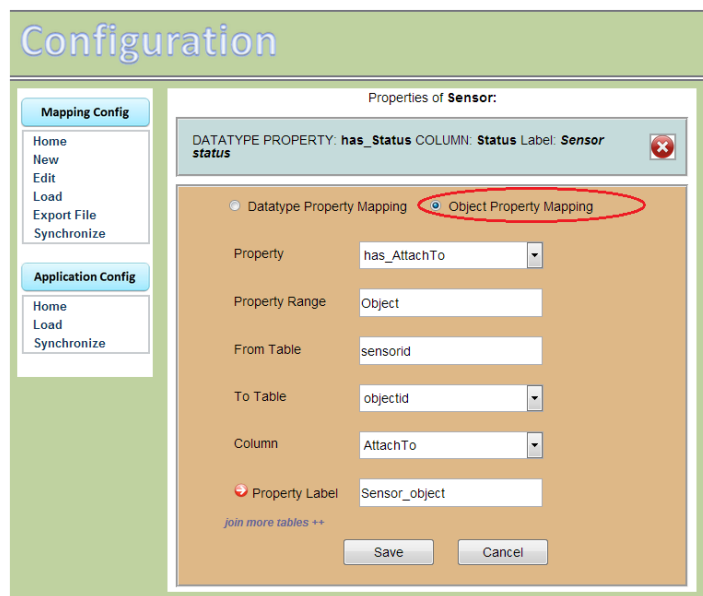 Configuration
Mapping Config
Home
New
Edit
Load
Export File
Synchronize
Application Config
Home
Load
Synchronize
Properties of Sensor:
DATATYPE PROPERTY: has_Status COLUMN: Status Label: Sensor
status
Datatype Property Mapping Object Property Mapping
Property has_AttachTo
Property Range Object
From Table sensorid
To Table objectid
Column AttachTo
Property Label Sensor_object
join more tables ++
Save Cancel